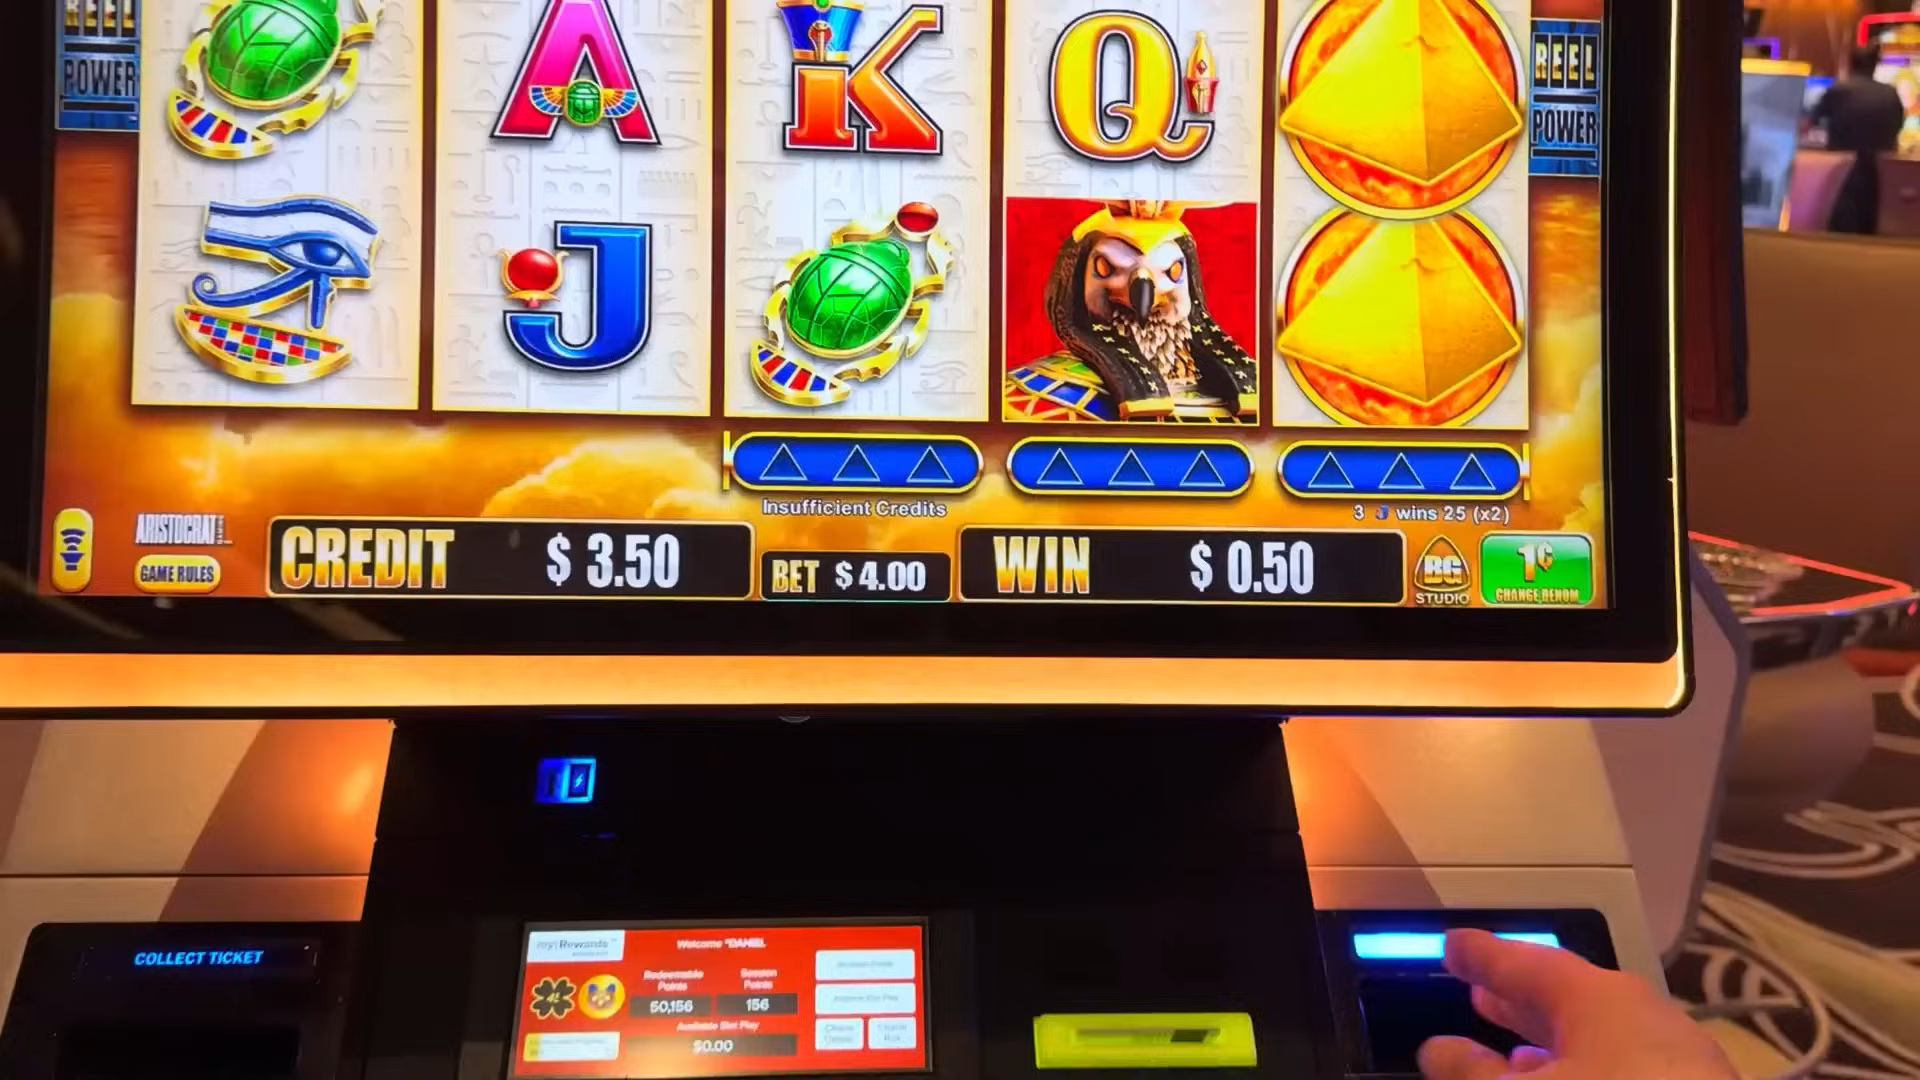 REEL
POWER
A
K
Q
REEL
POWER
J
Insufficient Credits
3 J wins 25 (x2)
ARISTOCRAT
GAME RULES
CREDIT $ 3.50
BET $ 4.00
WIN $ 0.50
BG
STUDIO
1¢
CHANGE DENOM
COLLECT TICKET
my|Rewards
Welcome *DANIEL
Redeemable
Points
Session
Points
50,156
156
Available Slot Play
$0.00